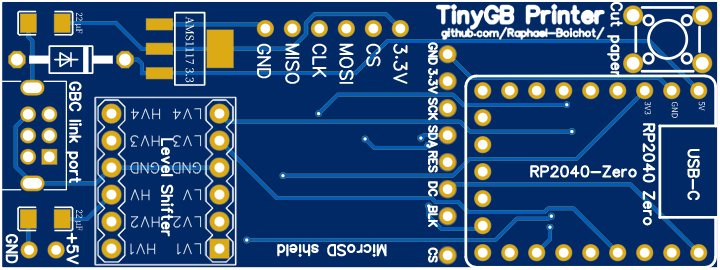 TinyGB Printer
github.com/Raphael-Boichot/
Cut paper
22µF
AMS1117 3.3
GND
MISO
CLK
MOSI
CS
3.3V
GBC link port
HV4
HV3
GND
HV
HV2
HV1
Level Shifter
LV4
LV3
GND
LV
LV2
LV1
GND
3.3V
SCK
SDA
RES
DC
BLK
CS
3V3
GND
5V
RP2040-Zero
RP2040 Zero
USB-C
22µF
GND
+5V
MicroSD shield